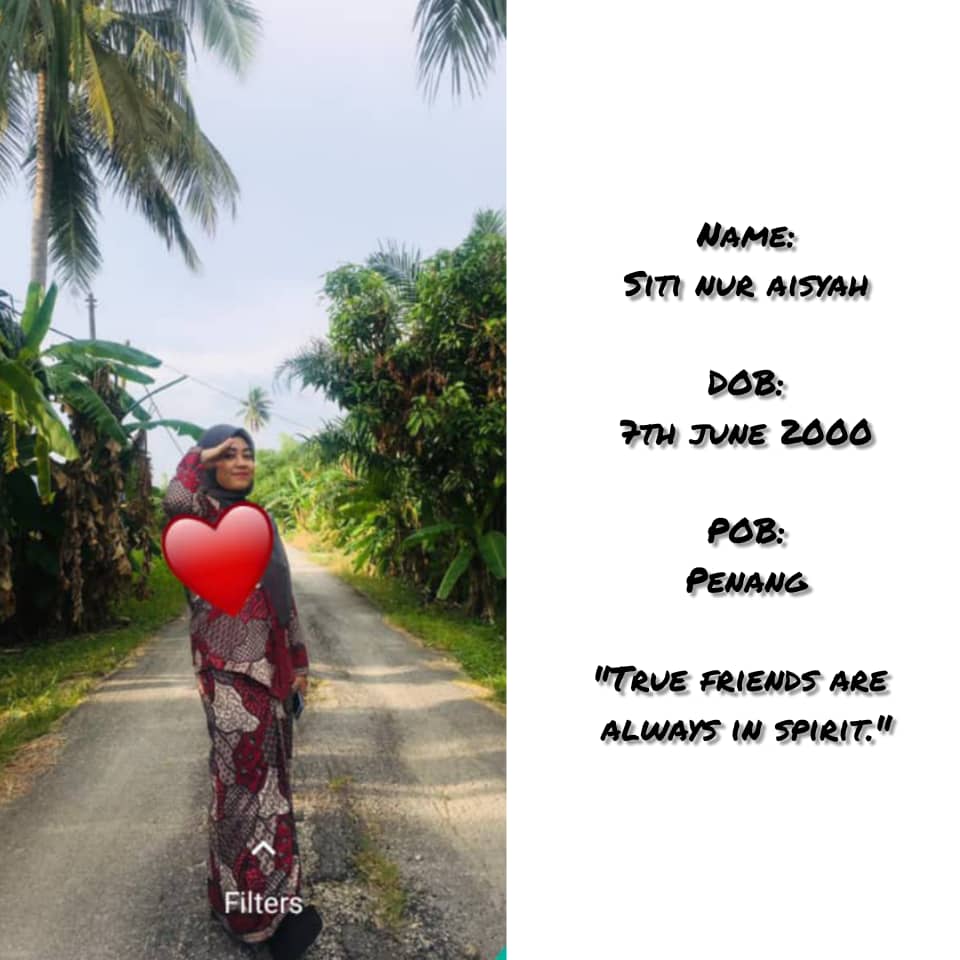 Filters
Name:
Siti nur aisyah
DOB:
7th june 2000
POB:
Penang
"True friends are
always in spirit."